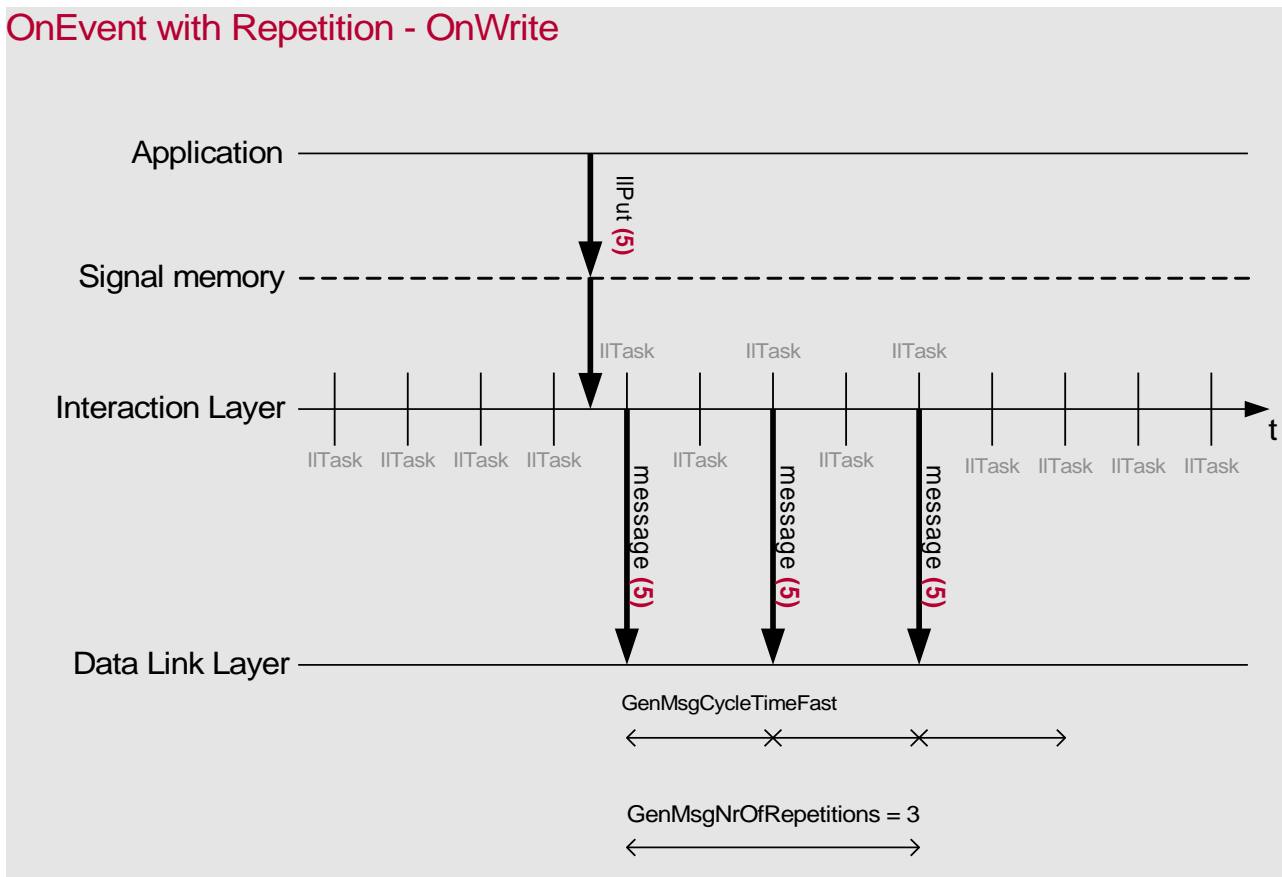 OnEvent with Repetition - OnWrite
Application
IlPut (5)
Signal memory
IlTask IlTask IlTask
Interaction Layer
t
IlTask IlTask IlTask IlTask IlTask IlTask IlTask IlTask IlTask IlTask
message (5)
message (5)
message (5)
Data Link Layer
GenMsgCycleTimeFast
GenMsgNrOfRepetitions = 3